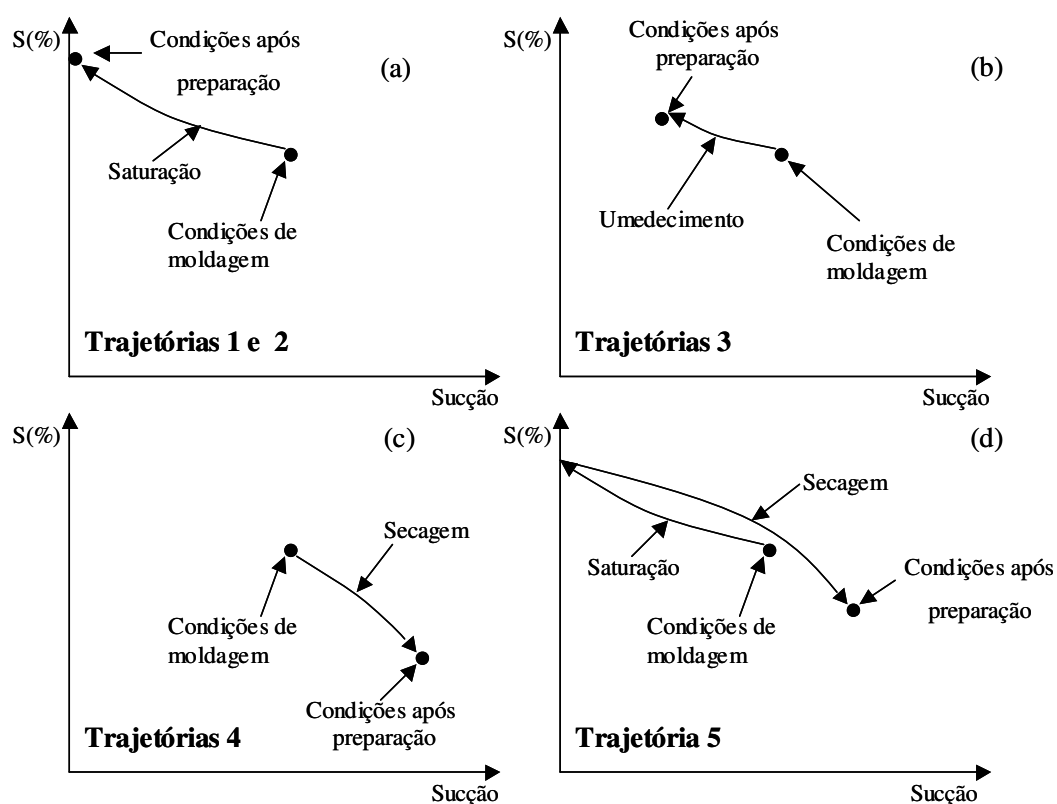 S(%)
Condições após
preparação
(a)
Saturação
Condições de
moldagem
Trajetórias 1 e 2
Sucção
S(%)
Condições após
preparação
(b)
Umedecimento
Condições de
moldagem
Trajetórias 3
Sucção
S(%)
(c)
Secagem
Condições de
moldagem
Condições após
preparação
Trajetórias 4
Sucção
S(%)
(d)
Secagem
Saturação
Condições após
preparação
Condições de
moldagem
Trajetória 5
Sucção